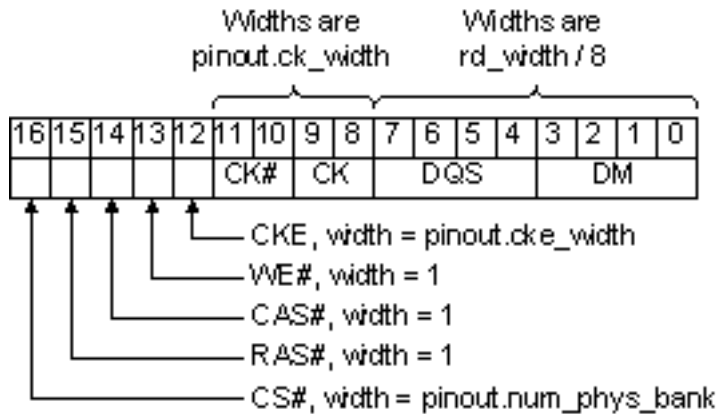 Widths are
pinout.ck_width
Widths are
rd_width / 8
16 15 14 13 12 11 10 9 8 7 6 5 4 3 2 1 0
CK# CK DQS DM
CKE, width = pinout.cke_width
WE#, width = 1
CAS#, width = 1
RAS#, width = 1
CS#, width = pinout.num_phys_bank